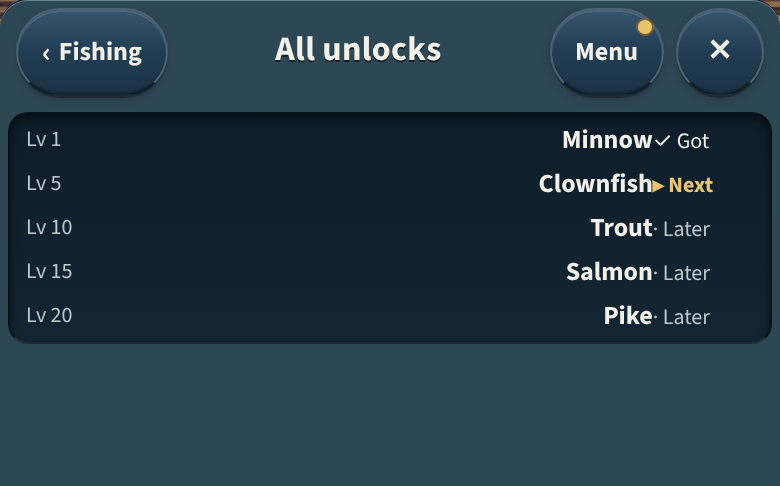 ‹ Fishing All unlocks Menu ✕
Lv 1 Minnow ✓ Got
Lv 5 Clownfish ▸ Next
Lv 10 Trout · Later
Lv 15 Salmon · Later
Lv 20 Pike · Later